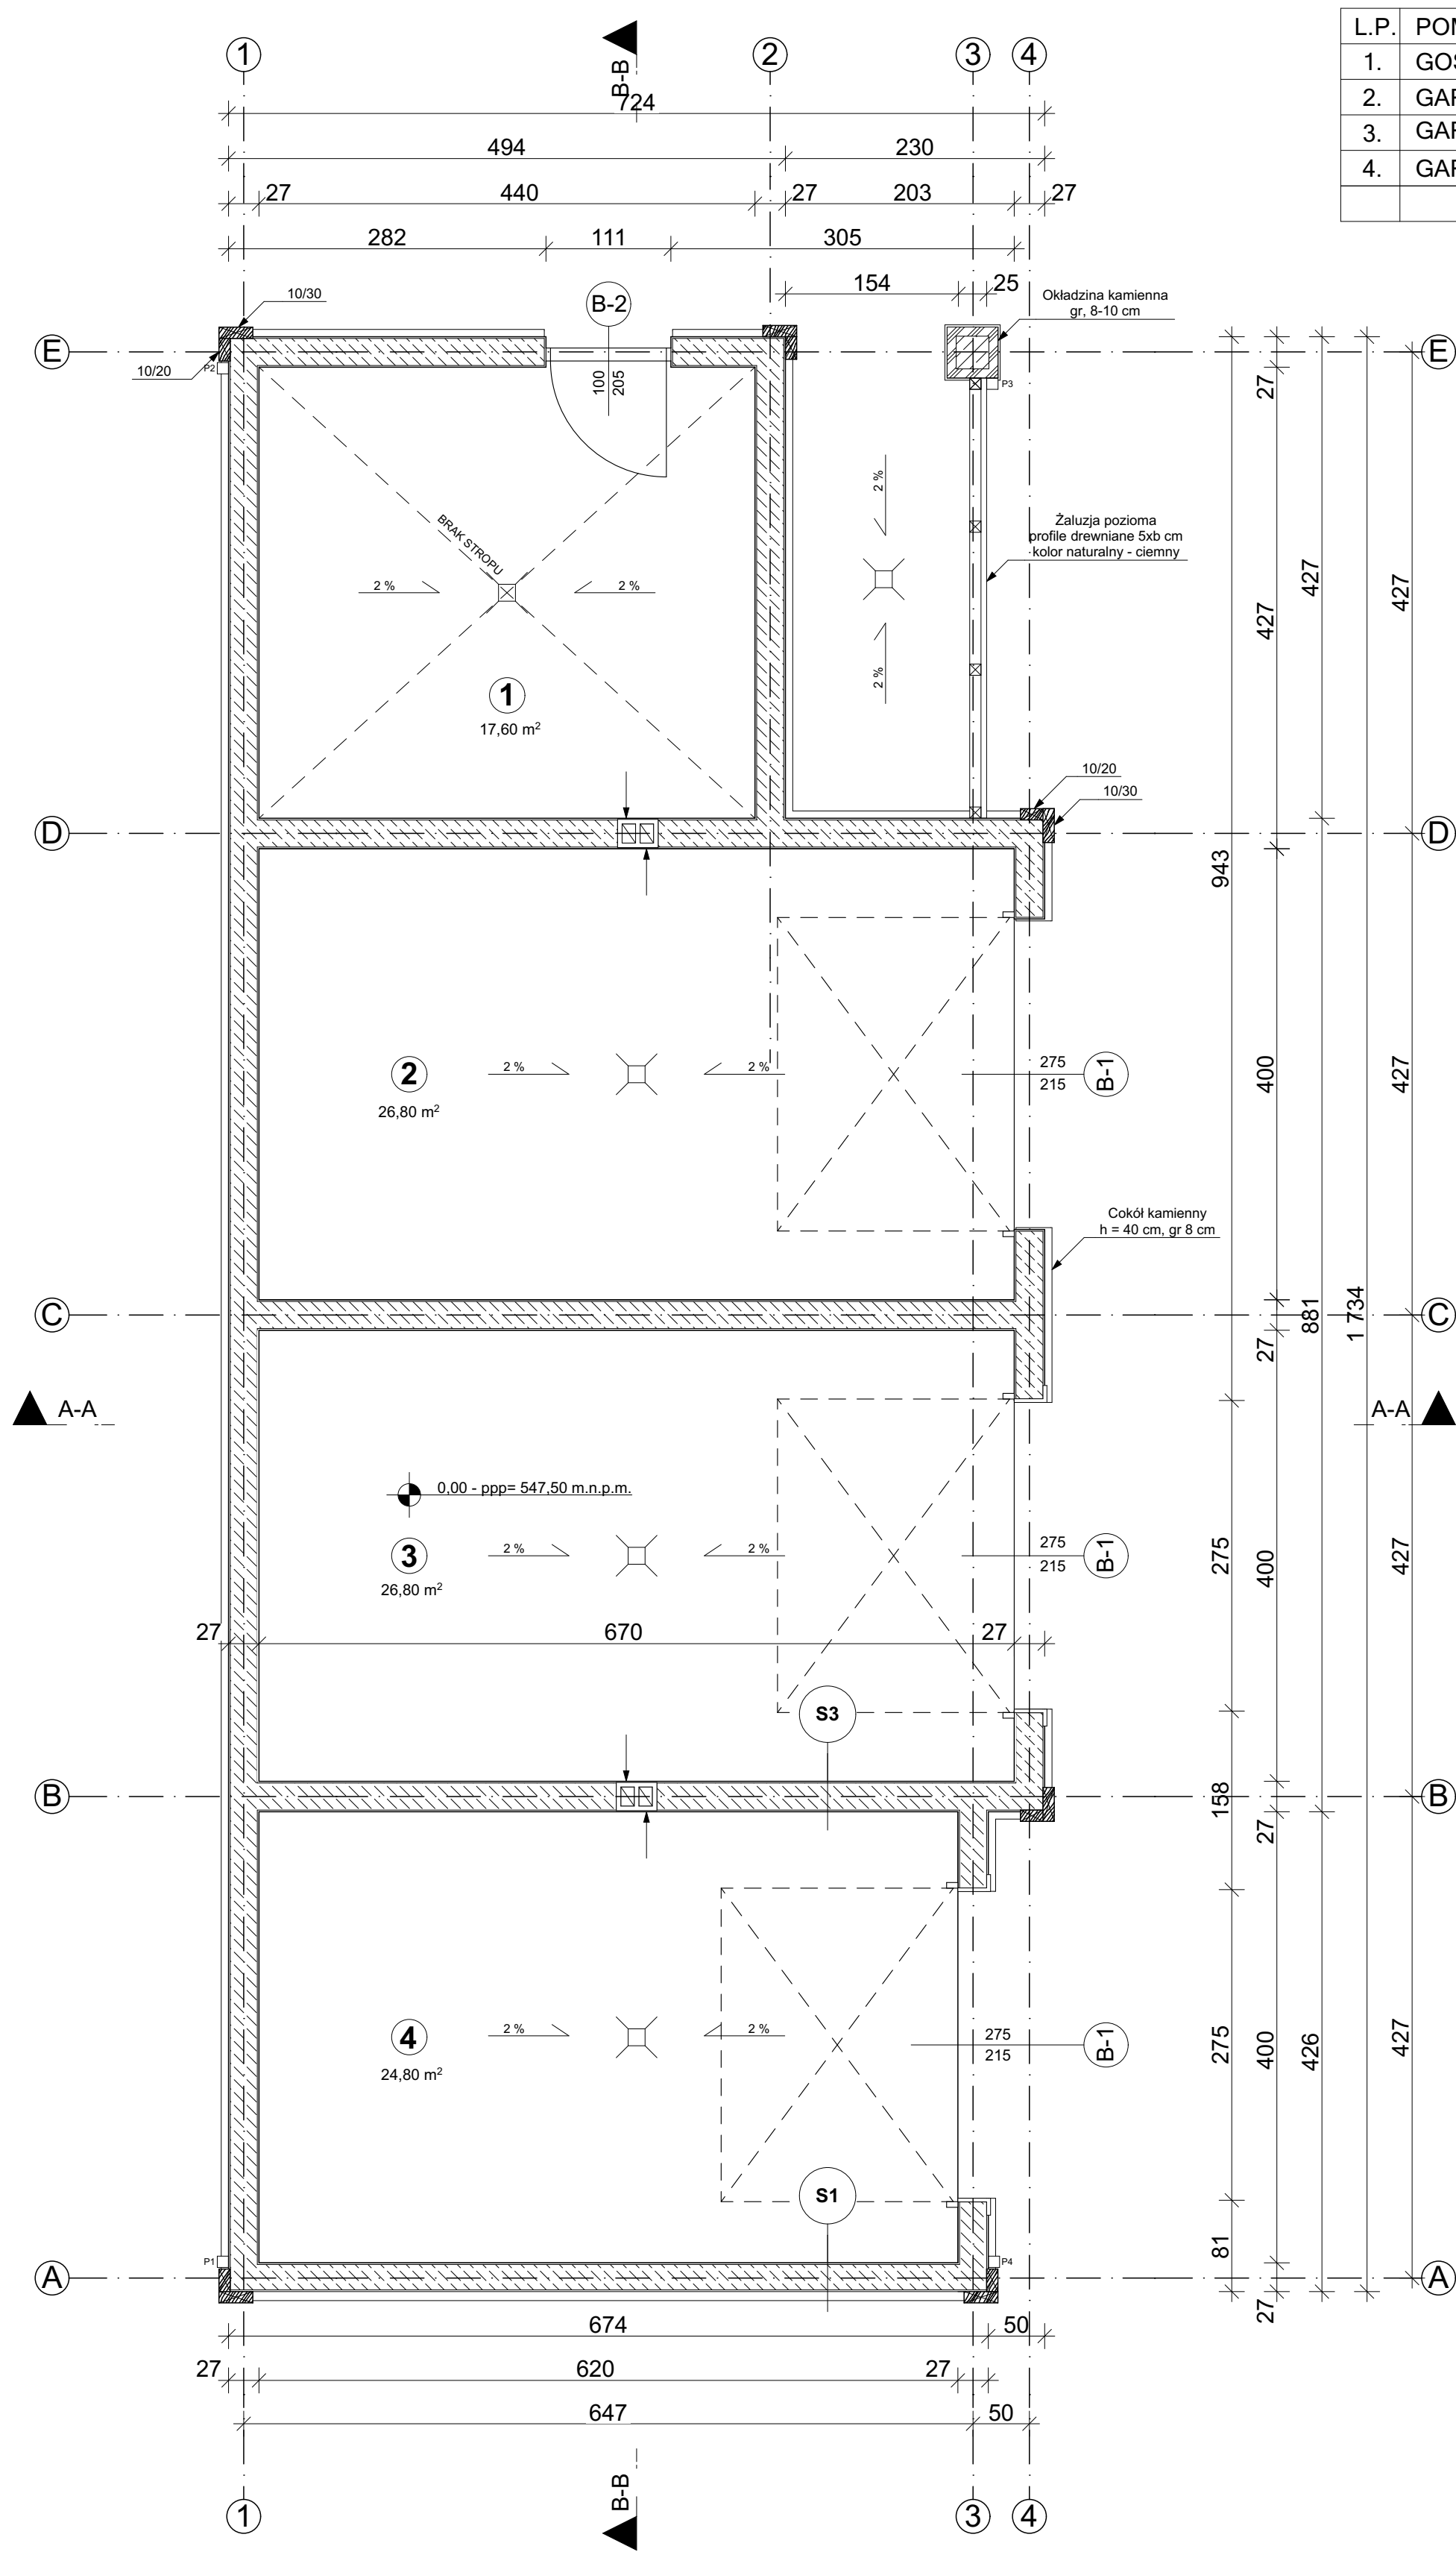 L.P.
1.
2.
3.
4.
1
2
3
4
B-B
724
494 230
27 440 27 203 27
282 111 305
154 25
10/30
B-2
Okładzina kamienna
gr, 8-10 cm
E
E
10/20
P2
100
205
P3
27
BRAK STROPU
2 %
2 %
2 %
2 %
Żaluzja pozioma
profile drewniane 5xb cm
kolor naturalny - ciemny
427
427
427
1
17,60 m²
10/20
10/30
D
D
943
2
26,80 m²
2 %
2 %
275
215
B-1
400
427
Cokół kamienny
h = 40 cm, gr 8 cm
C
C
27
881
1 734
A-A
A-A
0,00 - ppp= 547,50 m.n.p.m.
3
26,80 m²
2 %
2 %
275
215
B-1
275
400
427
27 670 27
S3
B
B
158
27
4
24,80 m²
2 %
2 %
275
215
B-1
275
400
426
427
S1
81
P1
P4
A
A
27
674 50
27 620 27
647 50
B-B
1
3
4